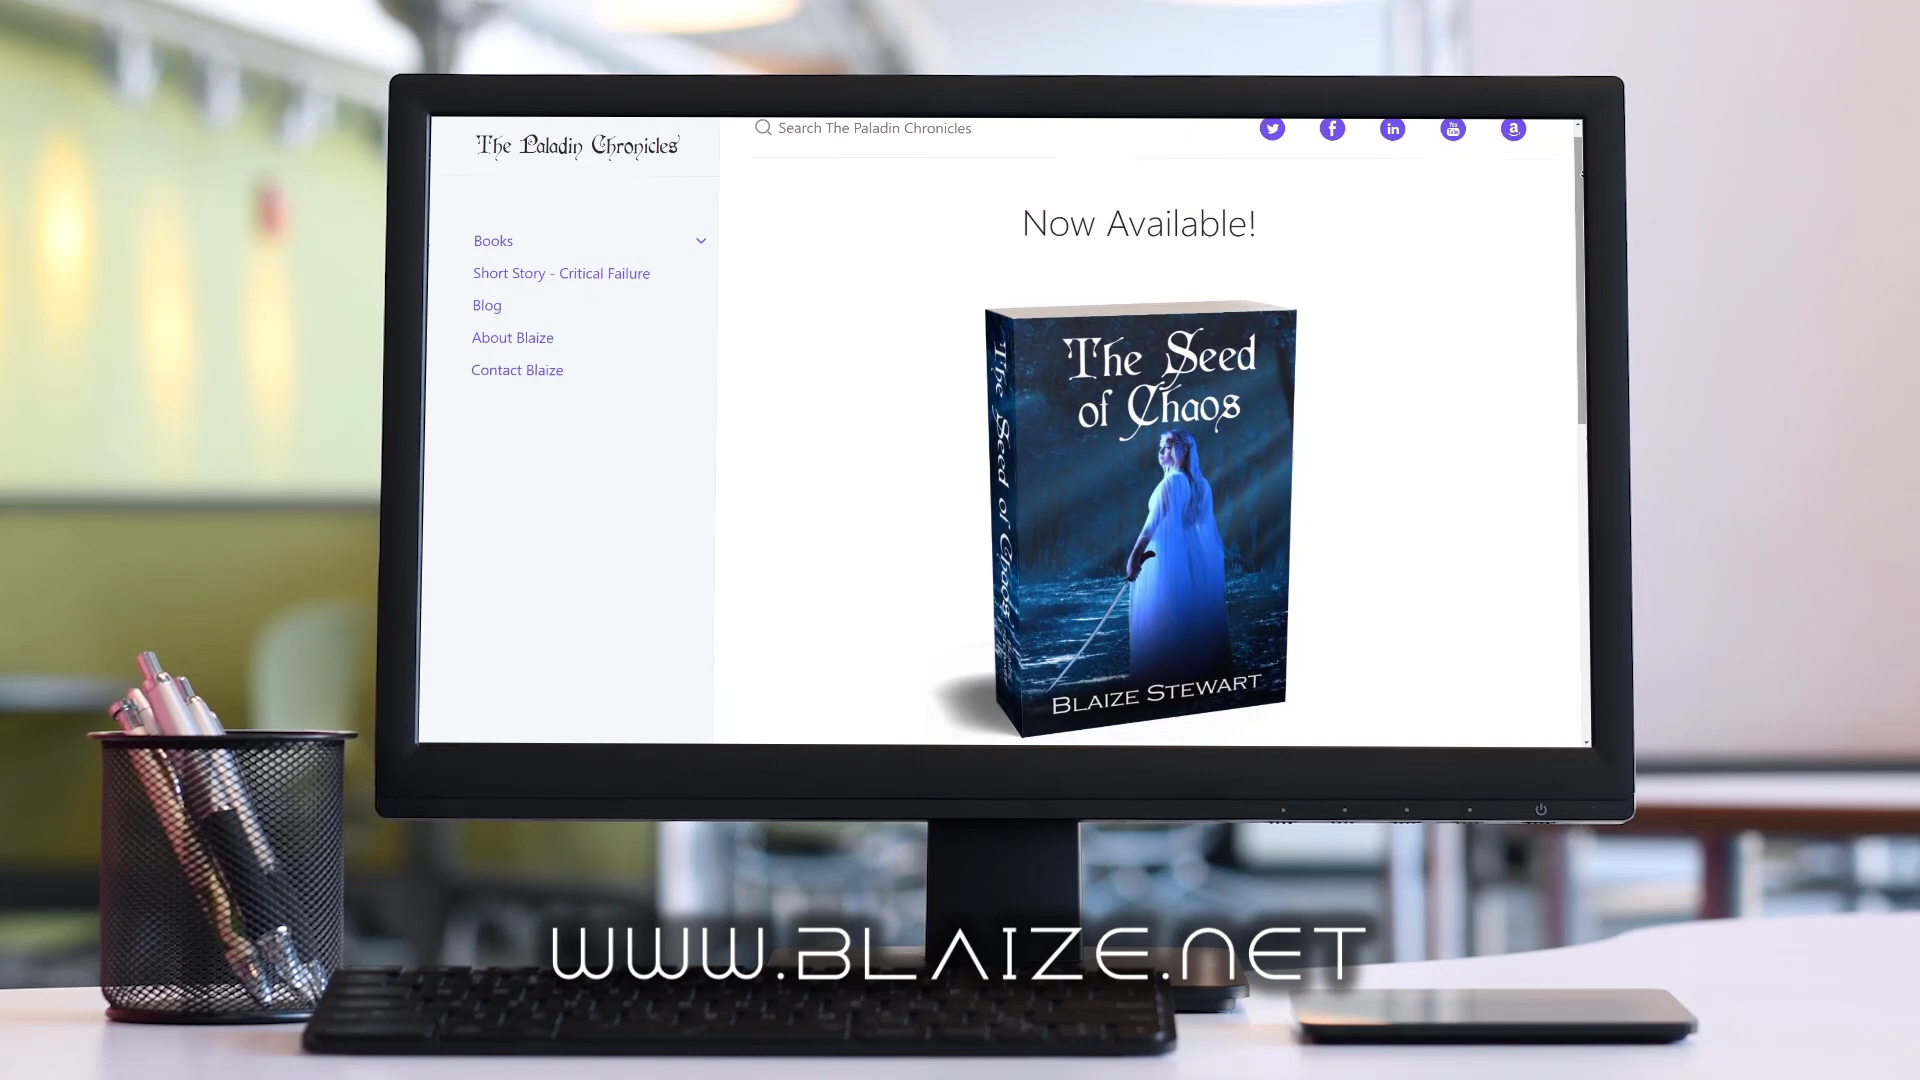 The Paladin Chronicles
Search The Paladin Chronicles
Books
Short Story - Critical Failure
Blog
About Blaize
Contact Blaize
Now Available!
The Seed
of Chaos
The Seed of Chaos
BLAIZE STEWART
WWW.BLAIZE.NET